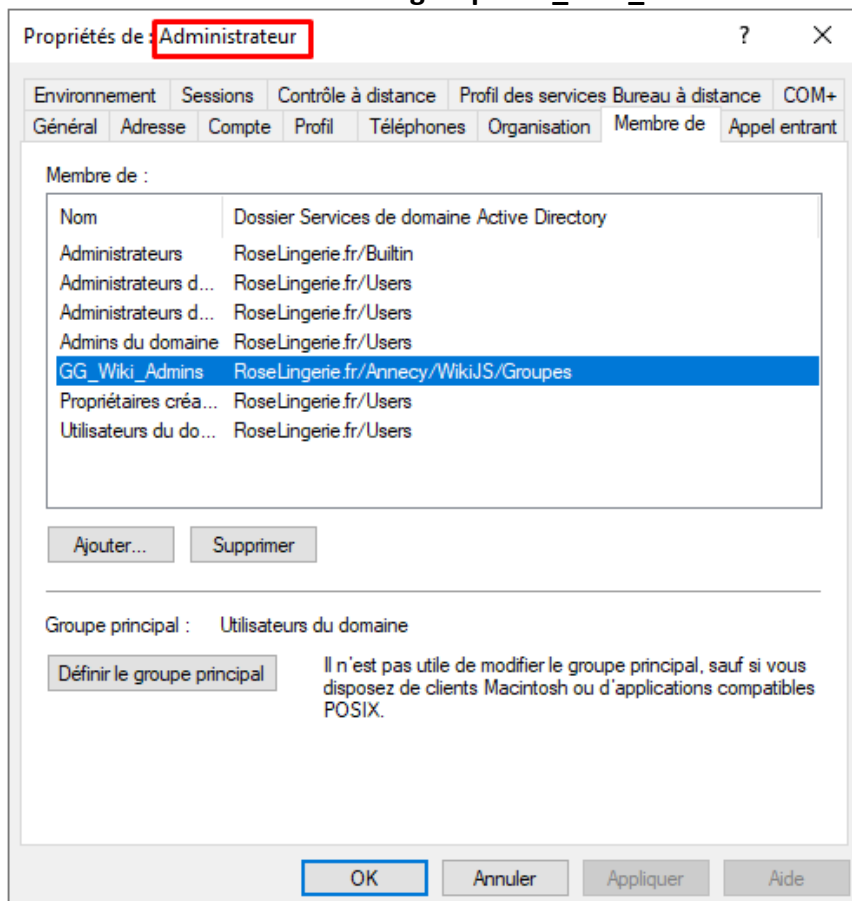 Propriétés de : Administrateur ? ×
Environnement Sessions Contrôle à distance Profil des services Bureau à distance COM+
Général Adresse Compte Profil Téléphones Organisation Membre de Appel entrant
Membre de :
Nom Dossier Services de domaine Active Directory
Administrateurs RoseLingerie.fr/Builtin
Administrateurs d... RoseLingerie.fr/Users
Administrateurs d... RoseLingerie.fr/Users
Admins du domaine RoseLingerie.fr/Users
GG_Wiki_Admins RoseLingerie.fr/Annecy/WikiJS/Groupes
Propriétaires créa... RoseLingerie.fr/Users
Utilisateurs du do... RoseLingerie.fr/Users
Ajouter... Supprimer
Groupe principal : Utilisateurs du domaine
Définir le groupe principal
Il n'est pas utile de modifier le groupe principal, sauf si vous
disposez de clients Macintosh ou d'applications compatibles
POSIX.
OK Annuler Appliquer Aide